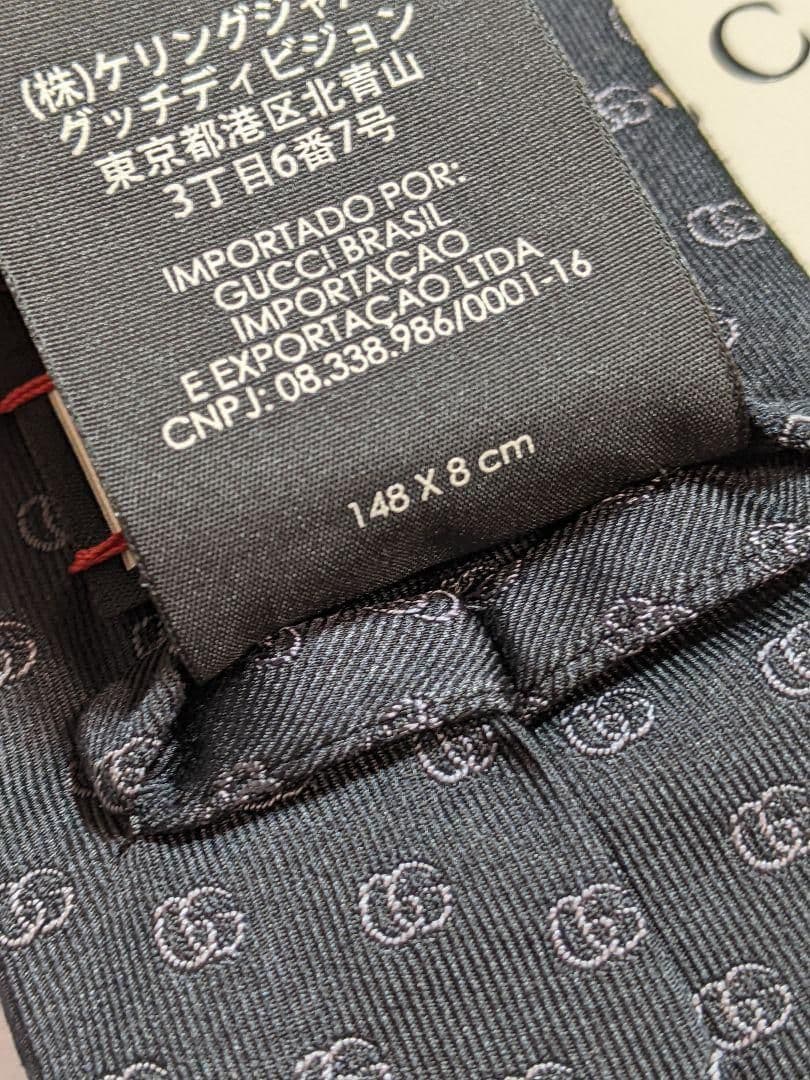 (株)ケリングジャパン
グッチディビジョン
東京都港区北青山
3丁目6番7号
IMPORTADO POR:
GUCCI BRASIL
IMPORTAÇAO
E EXPORTAÇAO LTDA
CNPJ: 08.338.986/0001-16
148 X 8 cm